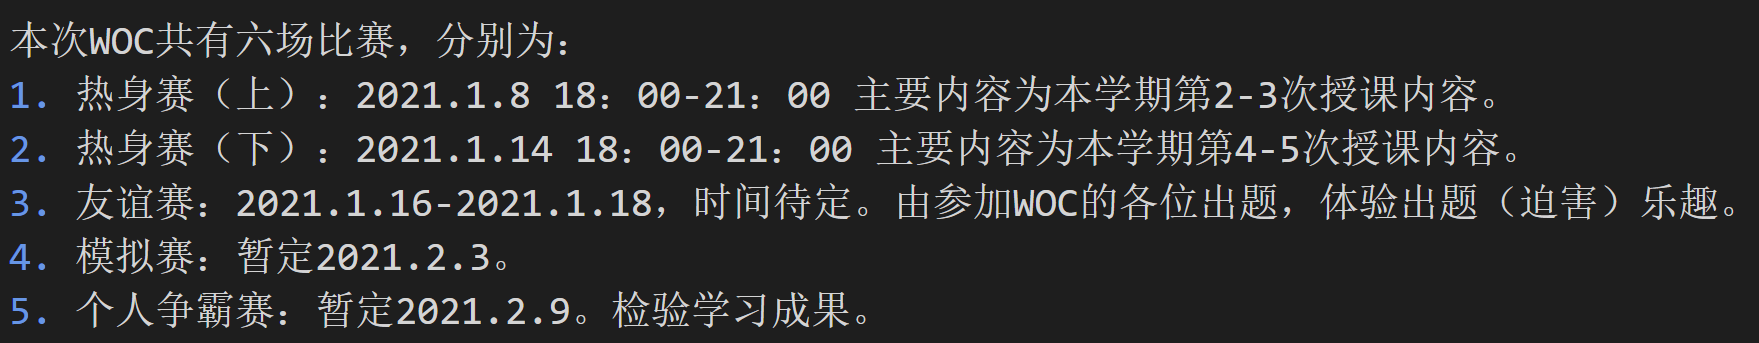 本次WOC共有六场比赛，分别为：
1. 热身赛（上）：2021.1.8 18：00-21：00 主要内容为本学期第2-3次授课内容。
2. 热身赛（下）：2021.1.14 18：00-21：00 主要内容为本学期第4-5次授课内容。
3. 友谊赛：2021.1.16-2021.1.18，时间待定。由参加WOC的各位出题，体验出题（迫害）乐趣。
4. 模拟赛：暂定2021.2.3。
5. 个人争霸赛：暂定2021.2.9。检验学习成果。